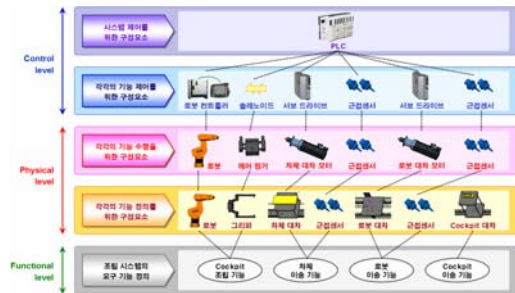 Control level
시스템 제어를 위한 구성요소
PLC
각각의 기능 제어를 위한 구성요소
로봇 컨트롤러 솔레노이드 서보 드라이브 근접센서 서보 드라이브 근접센서
Physical level
각각의 기능 수행을 위한 구성요소
로봇 에어 핑거 차체 대차 모터 근접센서 로봇 대차 모터 근접센서
각각의 기능 정의를 위한 구성요소
로봇 그리퍼 차체 대차 근접센서 로봇 대차 근접센서 Cockpit 대차
Functional level
조립 시스템의 요구 기능 정의
Cockpit 조립 기능
차체 이송 기능
로봇 이송 기능
Cockpit 이송 기능